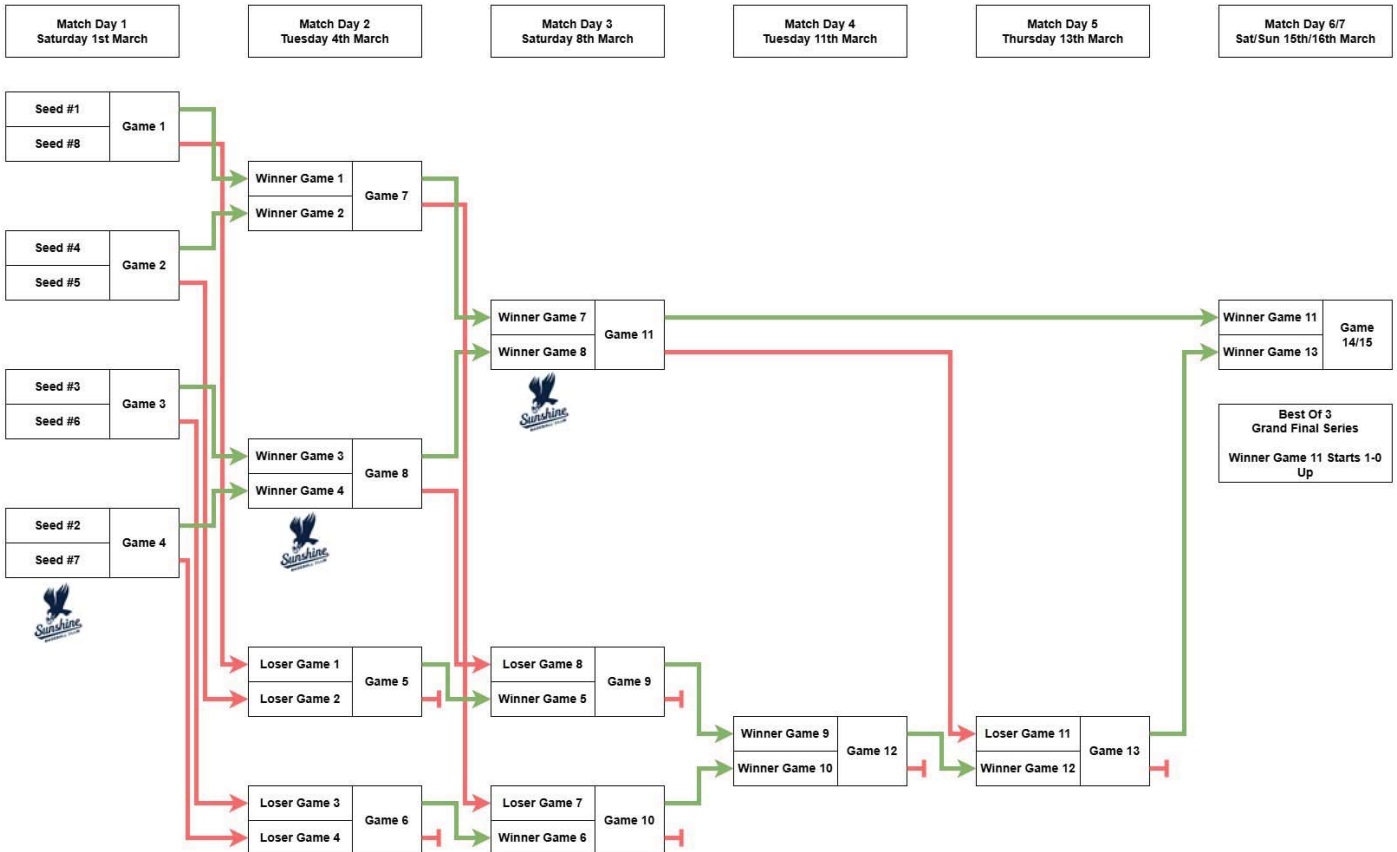 Match Day 1
Saturday 1st March
Match Day 2
Tuesday 4th March
Match Day 3
Saturday 8th March
Match Day 4
Tuesday 11th March
Match Day 5
Thursday 13th March
Match Day 6/7
Sat/Sun 15th/16th March
Seed #1
Seed #8
Game 1
Seed #4
Seed #5
Game 2
Seed #3
Seed #6
Game 3
Seed #2
Seed #7
Game 4
Sunshine
BASEBALL CLUB
Winner Game 1
Winner Game 2
Game 7
Winner Game 3
Winner Game 4
Game 8
Sunshine
BASEBALL CLUB
Loser Game 1
Loser Game 2
Game 5
Loser Game 3
Loser Game 4
Game 6
Winner Game 7
Winner Game 8
Game 11
Sunshine
BASEBALL CLUB
Loser Game 8
Winner Game 5
Game 9
Loser Game 7
Winner Game 6
Game 10
Winner Game 9
Winner Game 10
Game 12
Loser Game 11
Winner Game 12
Game 13
Winner Game 11
Winner Game 13
Game
14/15
Best Of 3
Grand Final Series
Winner Game 11 Starts 1-0
Up